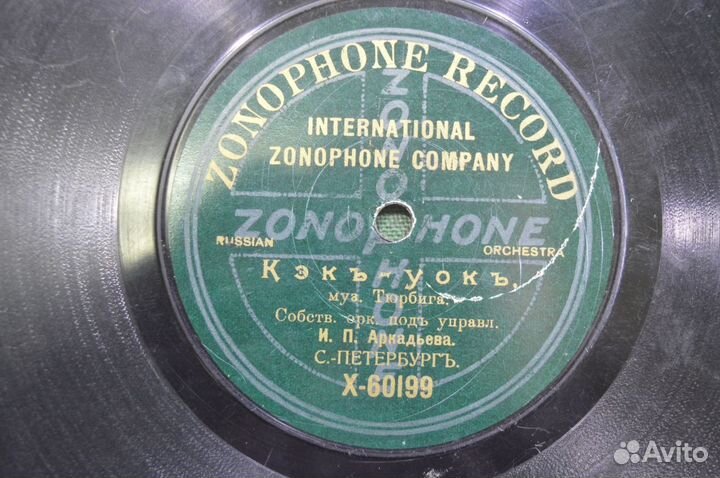 ZONOPHONE RECORD
INTERNATIONAL
ZONOPHONE COMPANY
ZONOPHONE
ZONOPHONE
RUSSIAN ORCHESTRA
Кэкъ-уокъ,
муз. Тюрбига.
Собств. орк. подъ управл.
И. П. Аркадьева.
С.-ПЕТЕРБУРГЪ.
X-60199
Avito